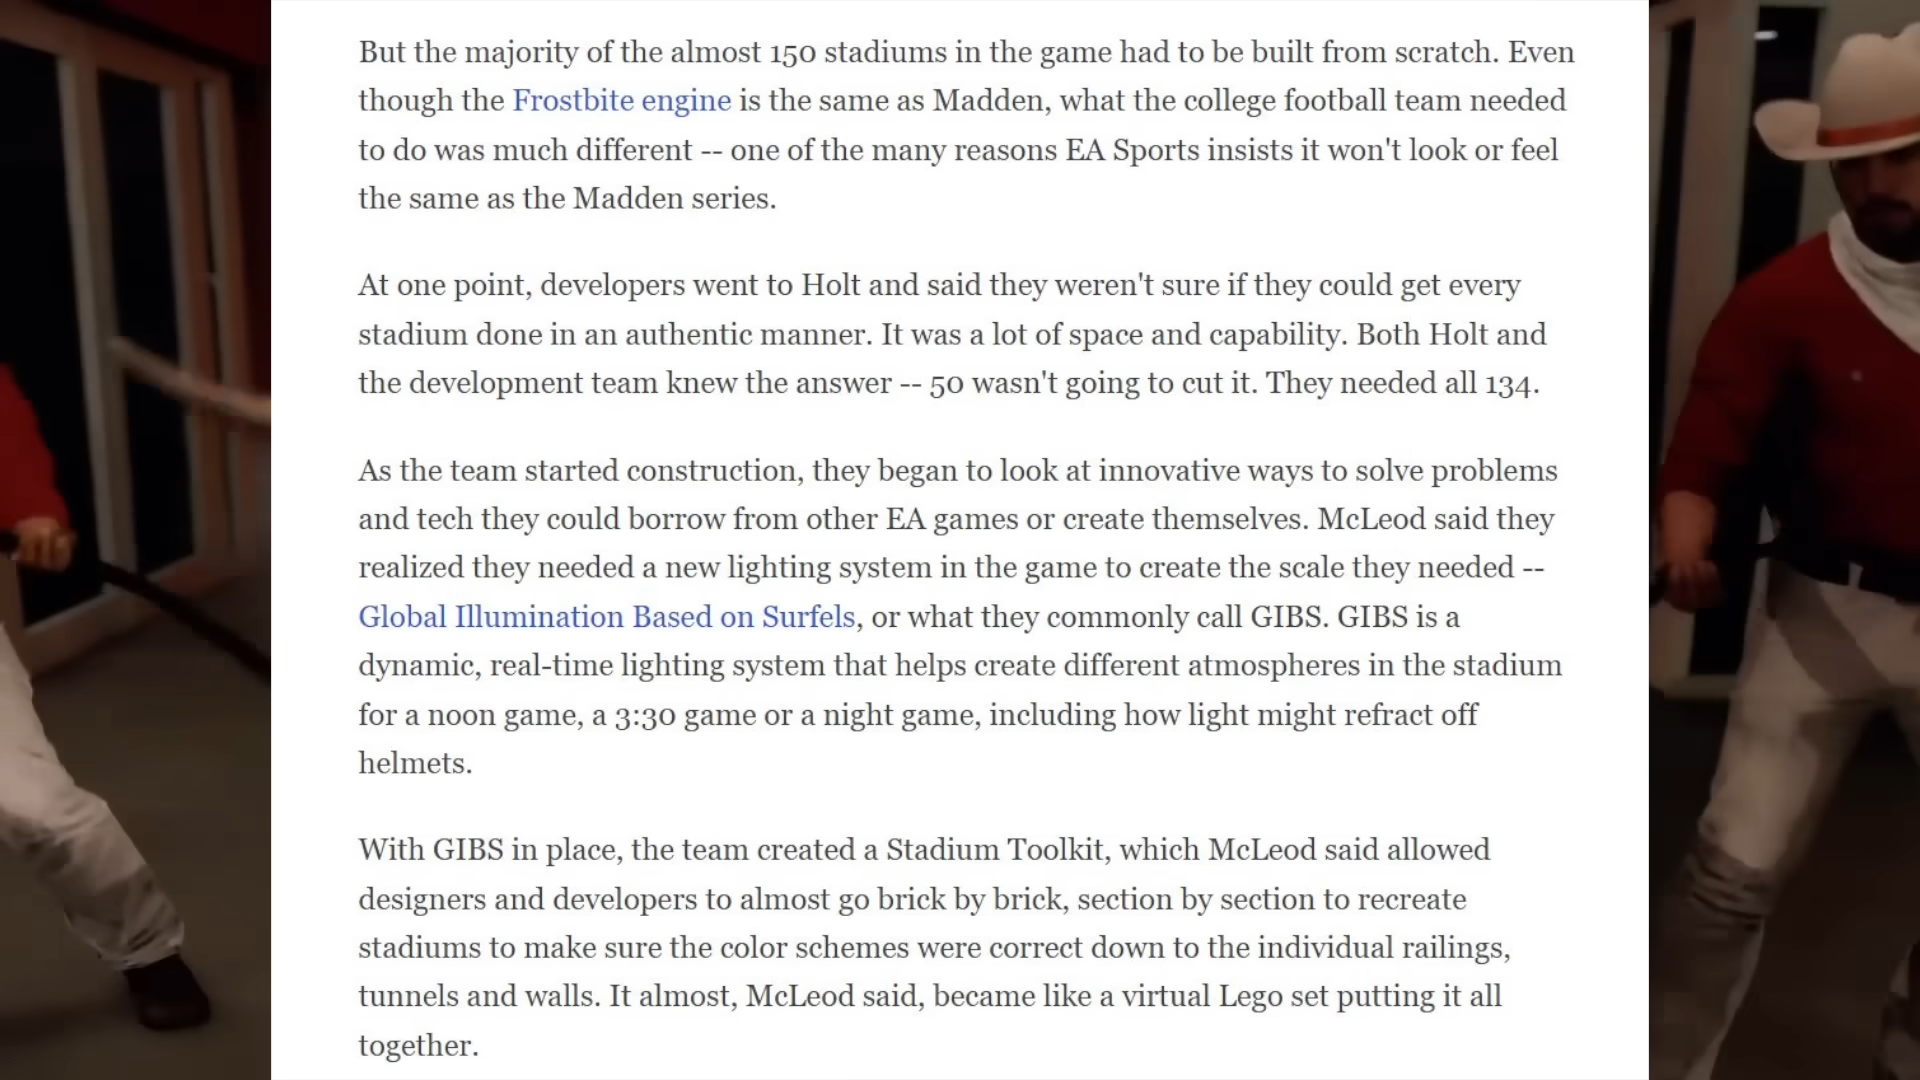 But the majority of the almost 150 stadiums in the game had to be built from scratch. Even
though the Frostbite engine is the same as Madden, what the college football team needed
to do was much different -- one of the many reasons EA Sports insists it won't look or feel
the same as the Madden series.
At one point, developers went to Holt and said they weren't sure if they could get every
stadium done in an authentic manner. It was a lot of space and capability. Both Holt and
the development team knew the answer -- 50 wasn't going to cut it. They needed all 134.
As the team started construction, they began to look at innovative ways to solve problems
and tech they could borrow from other EA games or create themselves. McLeod said they
realized they needed a new lighting system in the game to create the scale they needed --
Global Illumination Based on Surfels, or what they commonly call GIBS. GIBS is a
dynamic, real-time lighting system that helps create different atmospheres in the stadium
for a noon game, a 3:30 game or a night game, including how light might refract off
helmets.
With GIBS in place, the team created a Stadium Toolkit, which McLeod said allowed
designers and developers to almost go brick by brick, section by section to recreate
stadiums to make sure the color schemes were correct down to the individual railings,
tunnels and walls. It almost, McLeod said, became like a virtual Lego set putting it all
together.